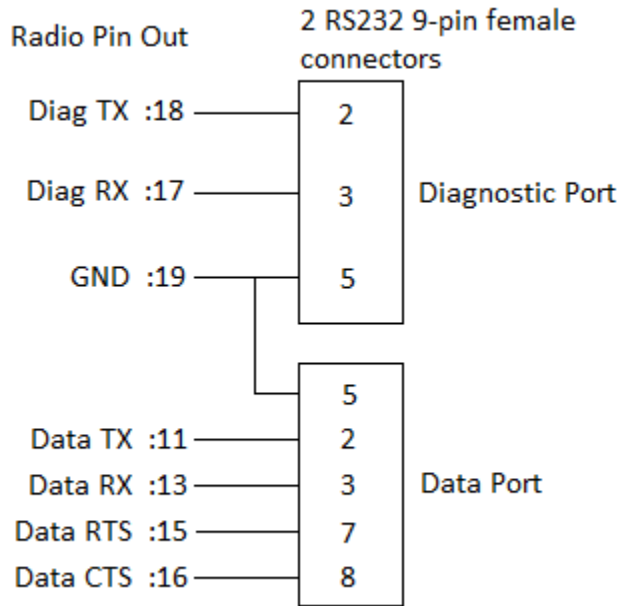 Radio Pin Out
2 RS232 9-pin female
connectors
Diag TX :18
2
Diag RX :17
3
Diagnostic Port
GND :19
5
5
Data TX :11
2
Data RX :13
3
Data Port
Data RTS :15
7
Data CTS :16
8